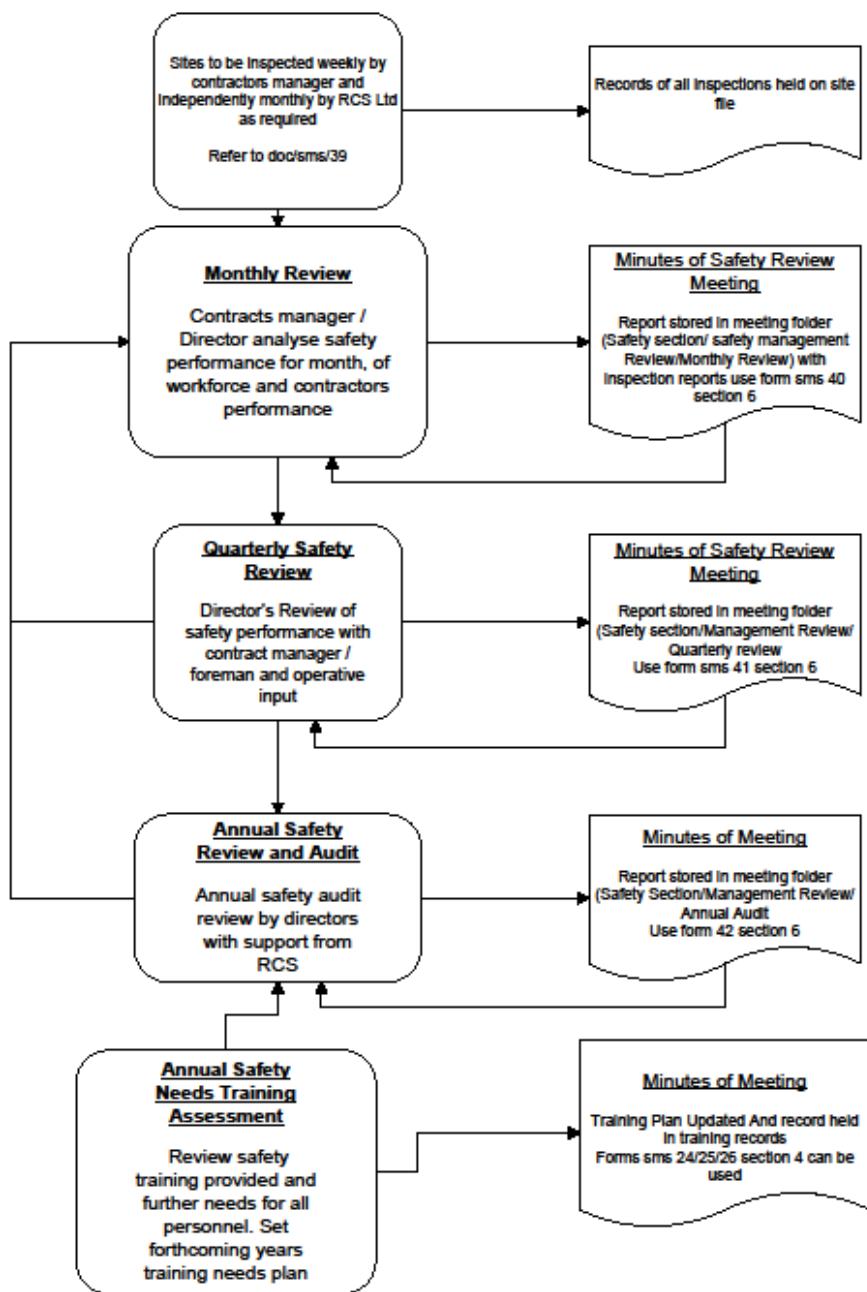 Sites to be inspected weekly by
contractors manager and
independently monthly by RCS Ltd
as required
Refer to doc/sms/39
Records of all inspections held on site
file
Monthly Review
Contracts manager /
Director analyse safety
performance for month, of
workforce and contractors
performance
Minutes of Safety Review
Meeting
Report stored in meeting folder
(Safety section/ safety management
Review/Monthly Review) with
inspection reports use form sms 40
section 6
Quarterly Safety
Review
Director's Review of
safety performance with
contract manager /
foreman and operative
input
Minutes of Safety Review
Meeting
Report stored in meeting folder
(Safety section/Management Review/
Quarterly review
Use form sms 41 section 6
Annual Safety
Review and Audit
Annual safety audit
review by directors
with support from
RCS
Minutes of Meeting
Report stored in meeting folder
(Safety Section/Management Review/
Annual Audit
Use form 42 section 6
Annual Safety
Needs Training
Assessment
Review safety
training provided and
further needs for all
personnel. Set
forthcoming years
training needs plan
Minutes of Meeting
Training Plan Updated And record held
in training records
Forms sms 24/25/26 section 4 can be
used